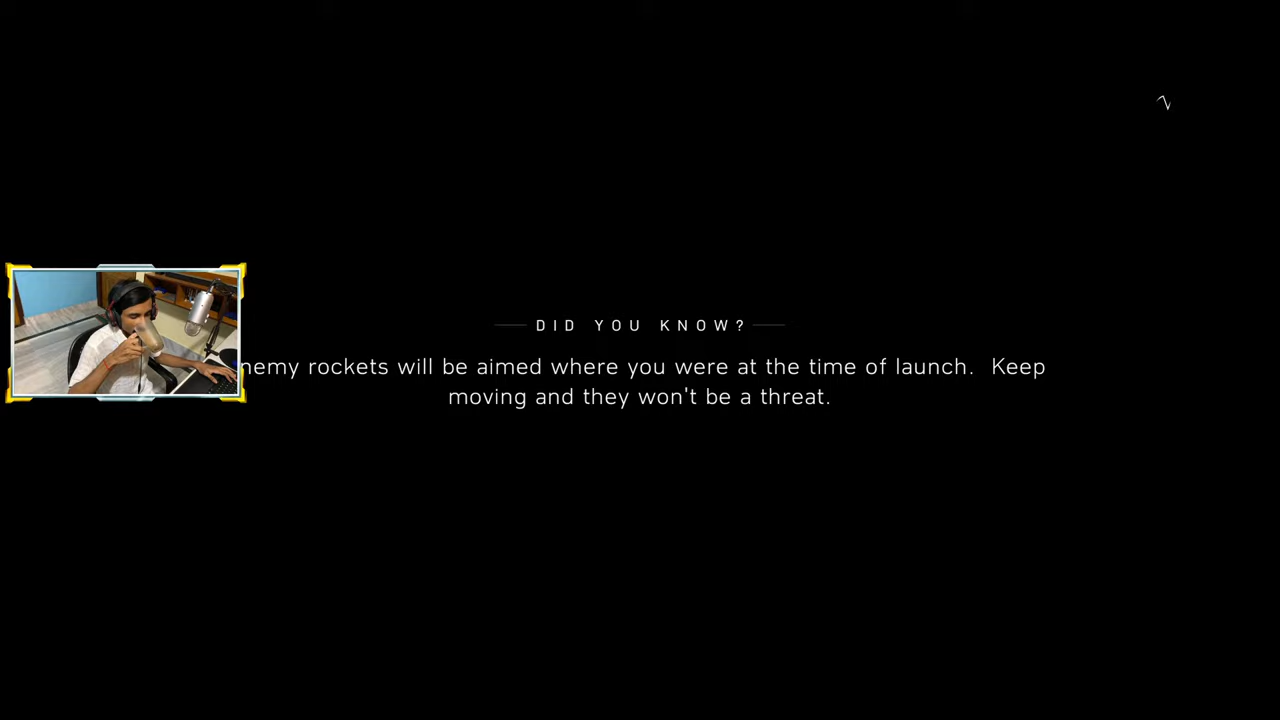 DID YOU KNOW?
nemy rockets will be aimed where you were at the time of launch. Keep
moving and they won't be a threat.